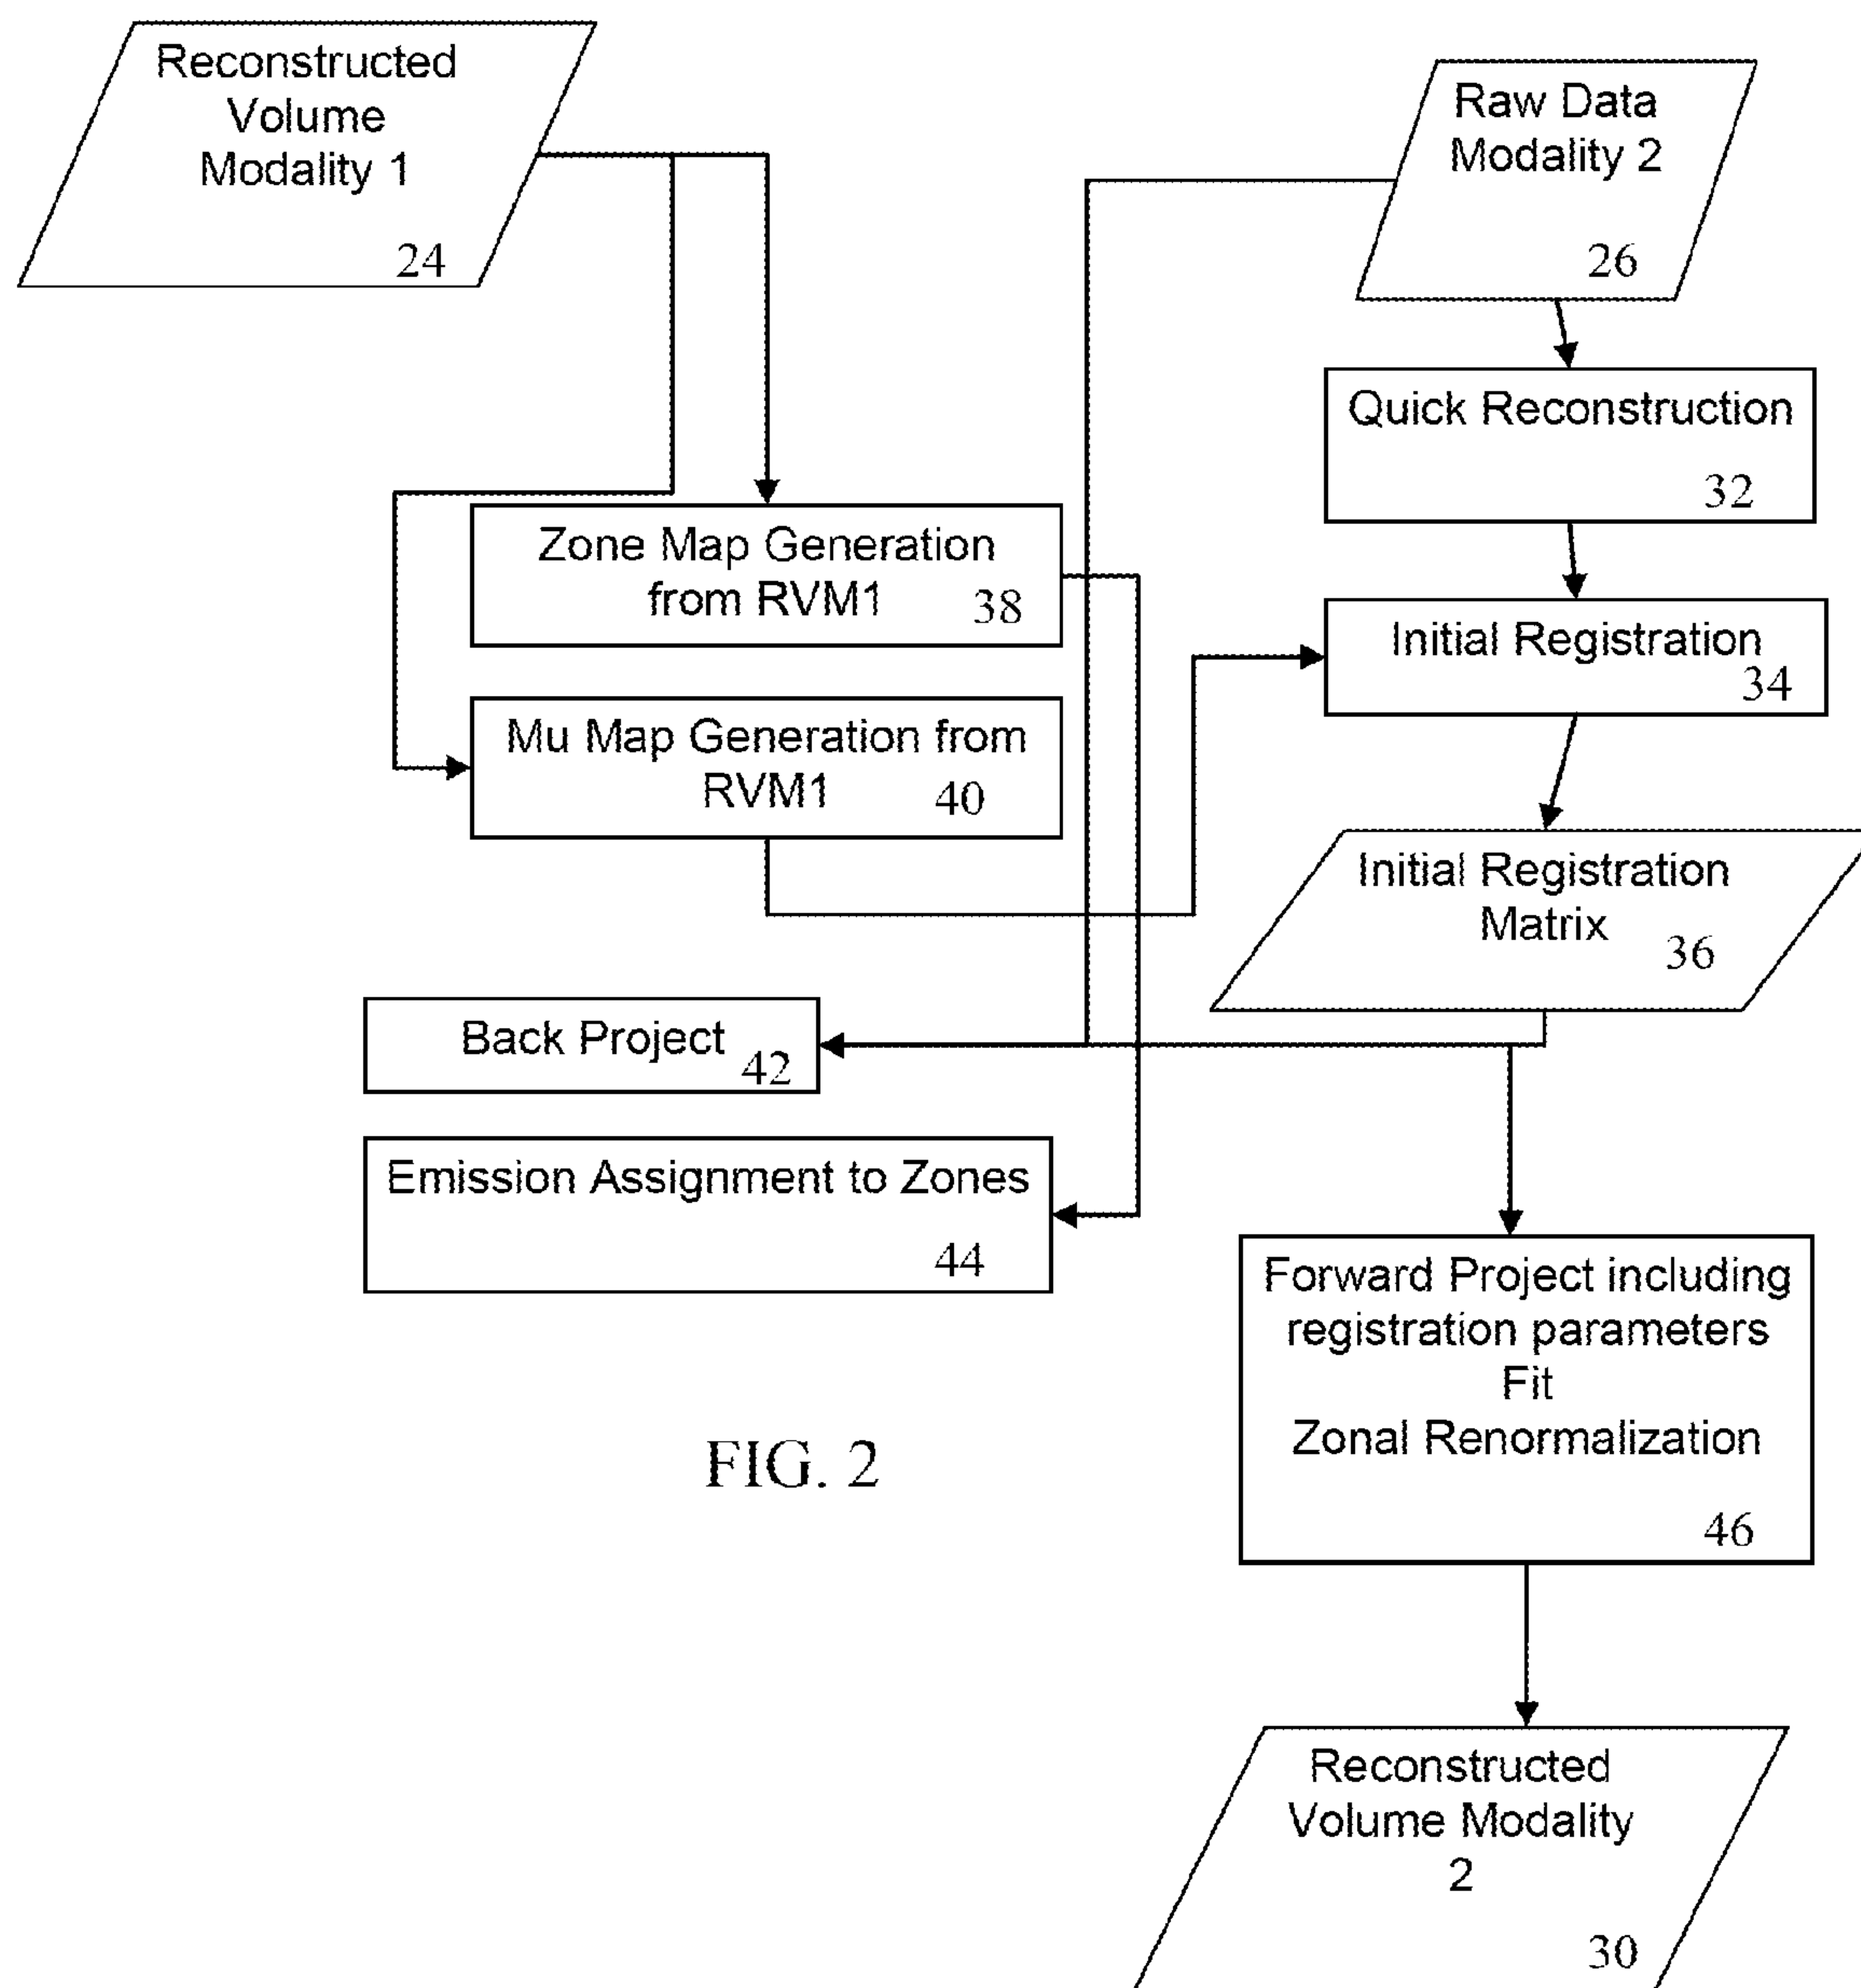 Reconstructed
Volume
Modality 1
24
Raw Data
Modality 2
26
Quick Reconstruction
32
Zone Map Generation
from RVM1
38
Initial Registration
34
Mu Map Generation from
RVM1
40
Initial Registration
Matrix
36
Back Project
42
Emission Assignment to Zones
44
Forward Project including
registration parameters
Fit
Zonal Renormalization
46
FIG. 2
Reconstructed
Volume Modality
2
30